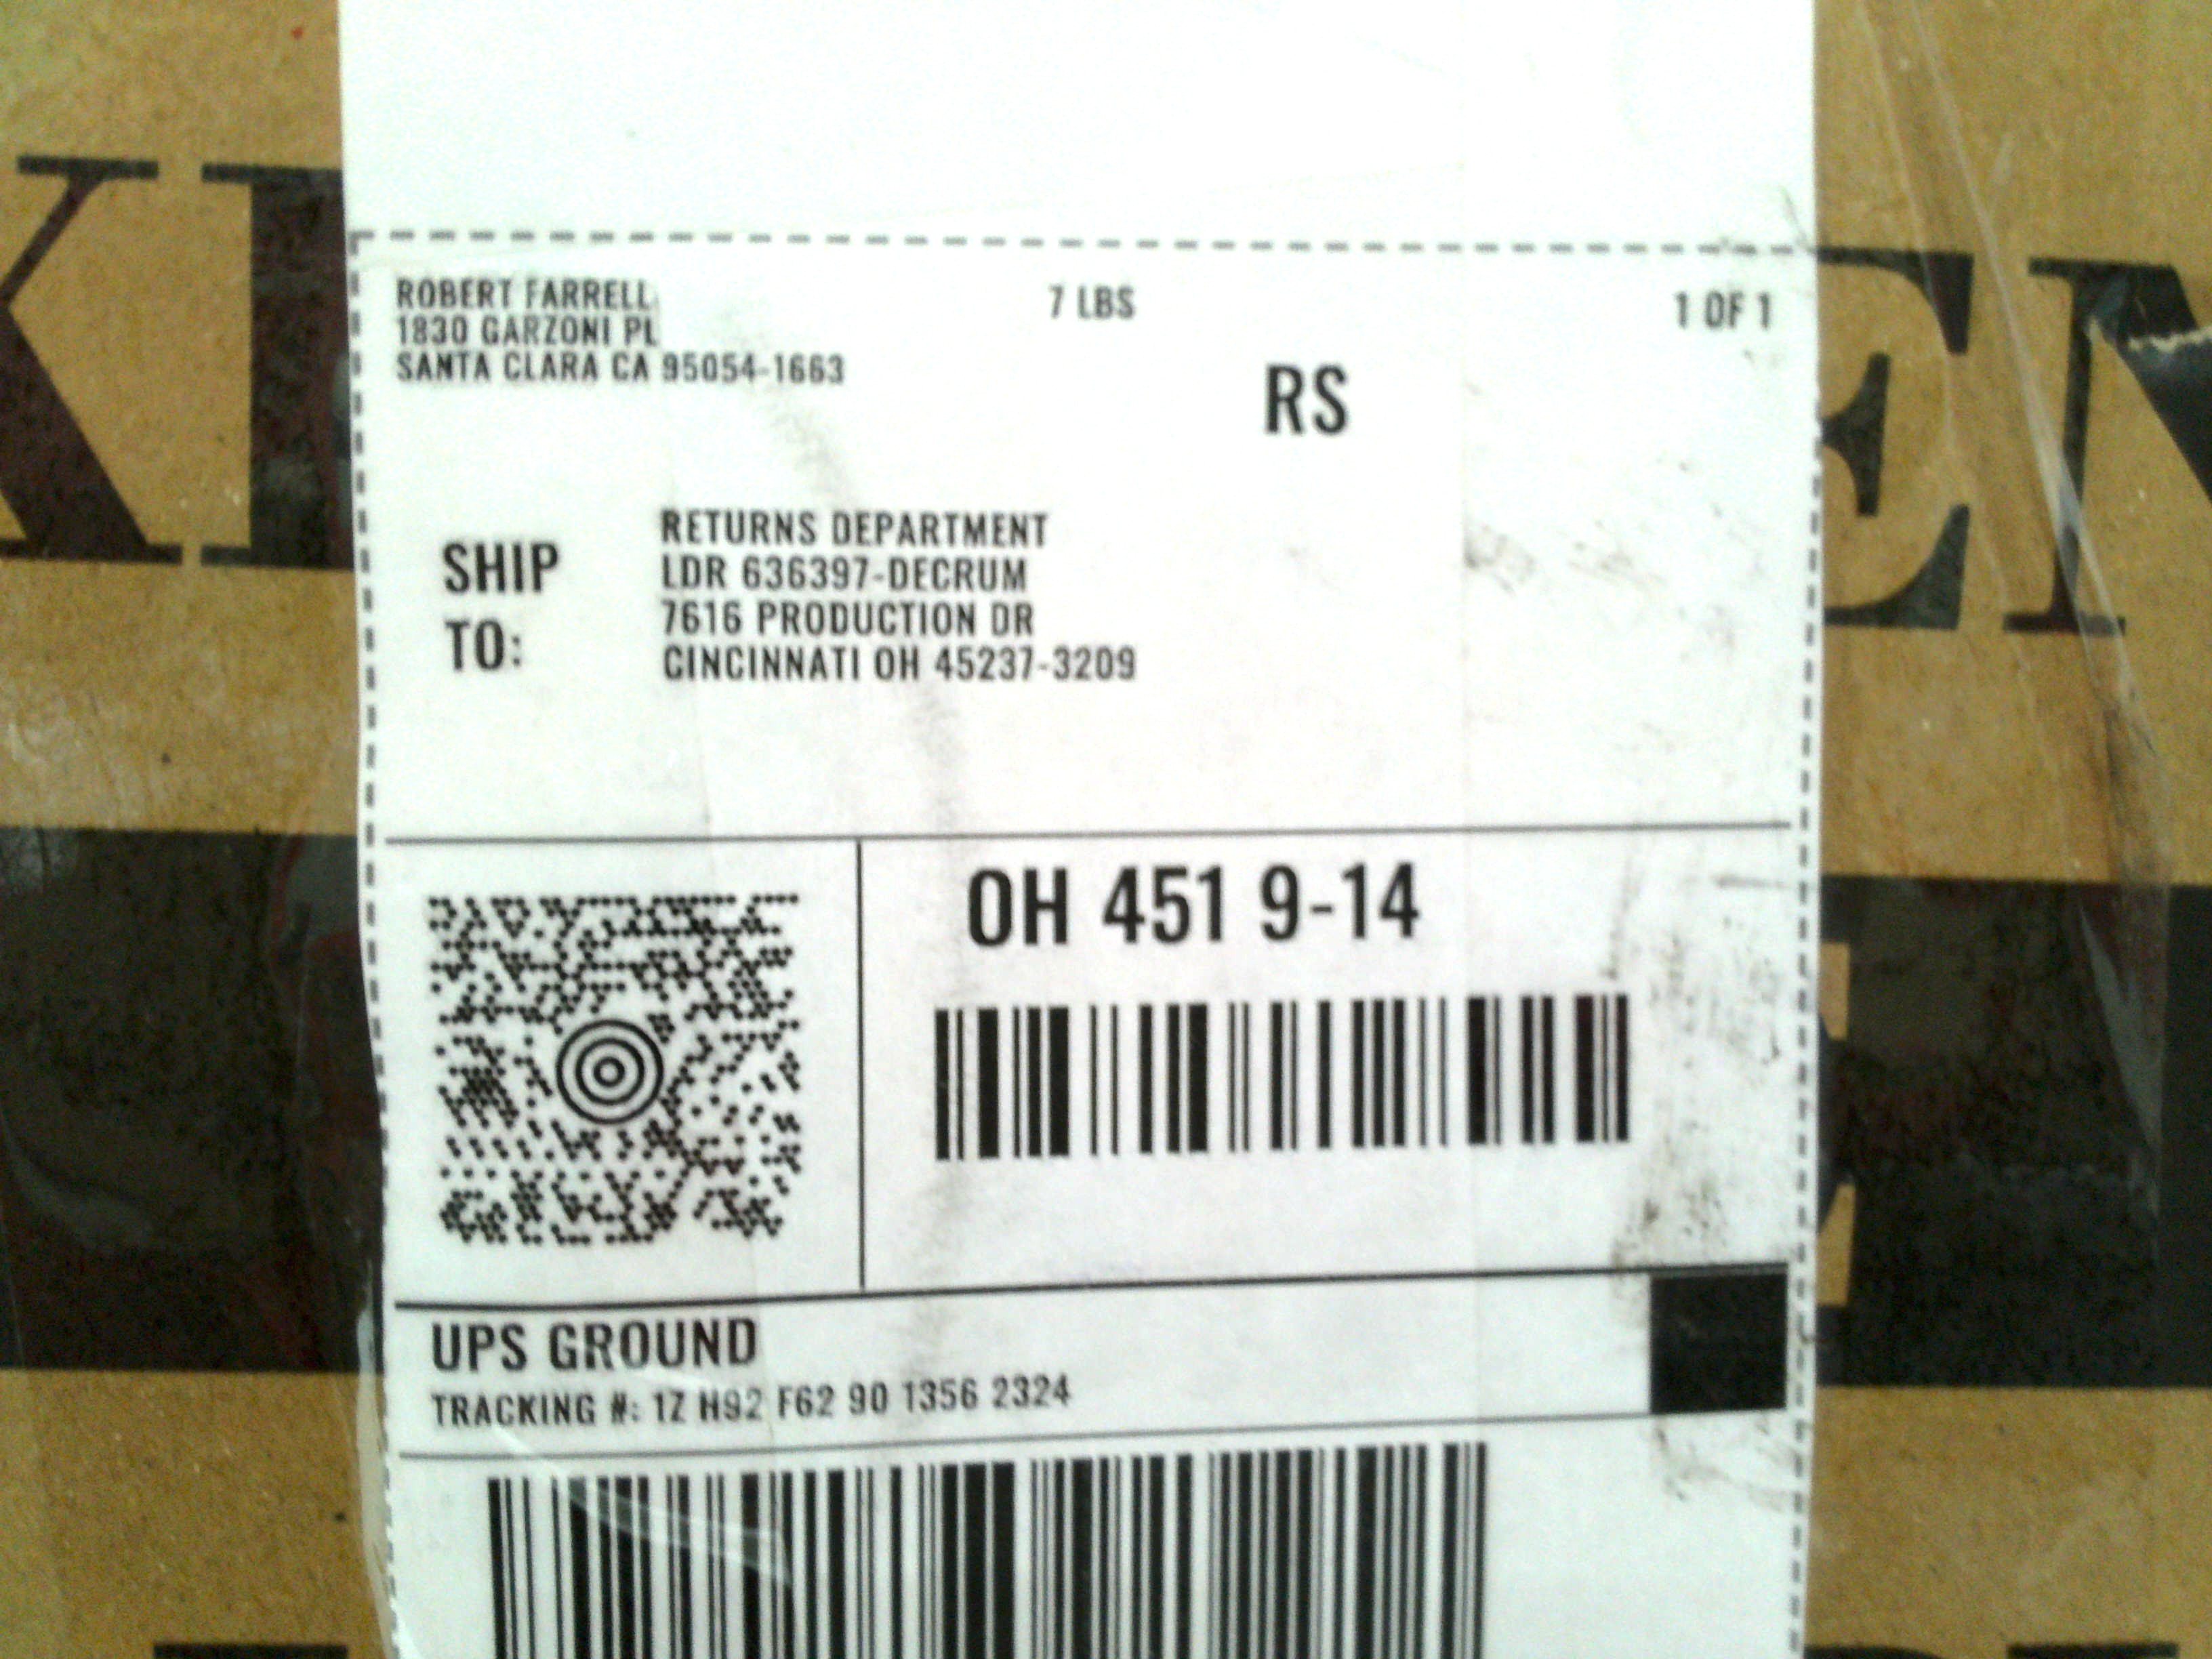 ROBERT FARRELL
1830 GARZONI PL
SANTA CLARA CA 95054-1663
7 LBS
1 OF 1
RS
SHIP
TO:
RETURNS DEPARTMENT
LDR 636397-DECRUM
7616 PRODUCTION DR
CINCINNATI OH 45237-3209
OH 451 9-14
UPS GROUND
TRACKING #: 1Z H92 F62 90 1356 2324